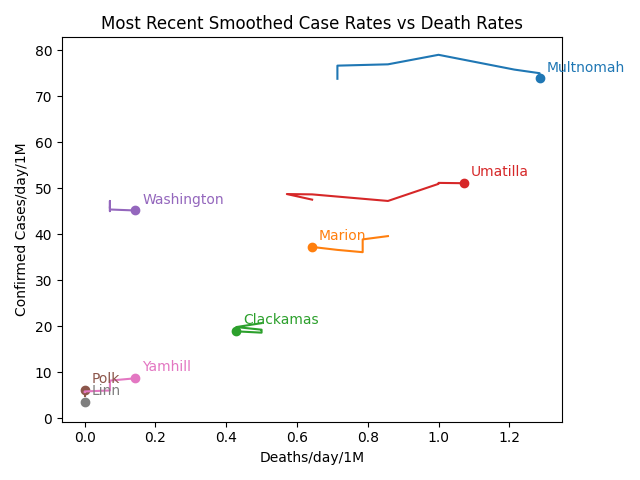 Most Recent Smoothed Case Rates vs Death Rates
Confirmed Cases/day/1M
80
70
60
50
40
30
20
10
0
Multnomah
Umatilla
Washington
Marion
Clackamas
Yamhill
Polk
Linn
0.0 0.2 0.4 0.6 0.8 1.0 1.2
Deaths/day/1M